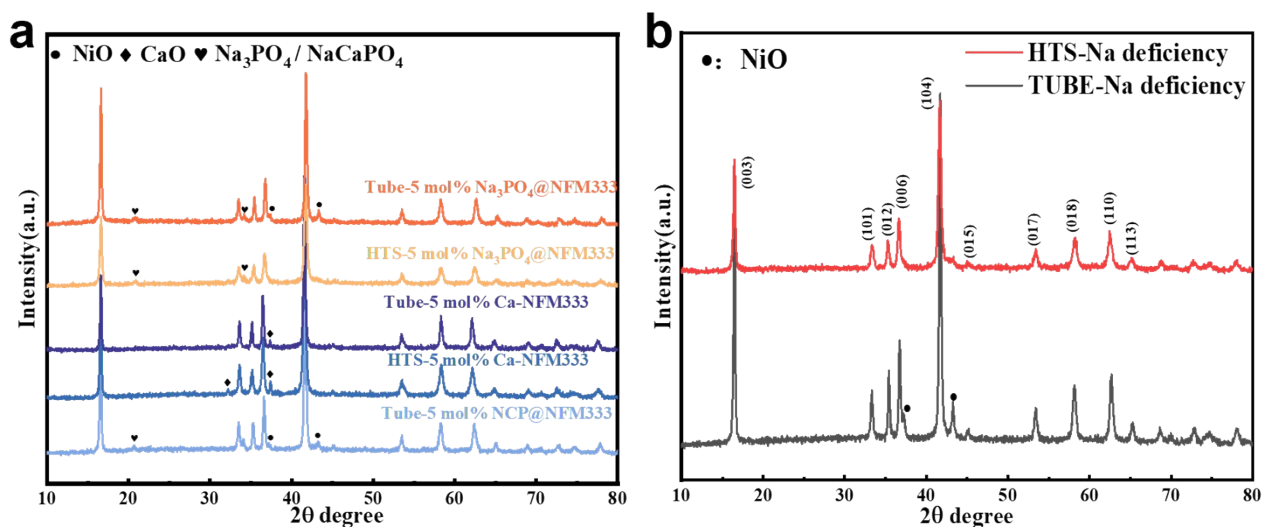 a
● NiO ♦ CaO ♥ Na₃PO₄ / NaCaPO₄
Tube-5 mol% Na₃PO₄@NFM333
HTS-5 mol% Na₃PO₄@NFM333
Tube-5 mol% Ca-NFM333
HTS-5 mol% Ca-NFM333
Tube-5 mol% NCP@NFM333
Intensity(a.u.)
10 20 30 40 50 60 70 80
2θ degree
b
●: NiO
HTS-Na deficiency
TUBE-Na deficiency
(003)
(101)
(012)
(006)
(104)
(015)
(017)
(018)
(110)
(113)
Intensity(a.u.)
10 20 30 40 50 60 70 80
2θ degree